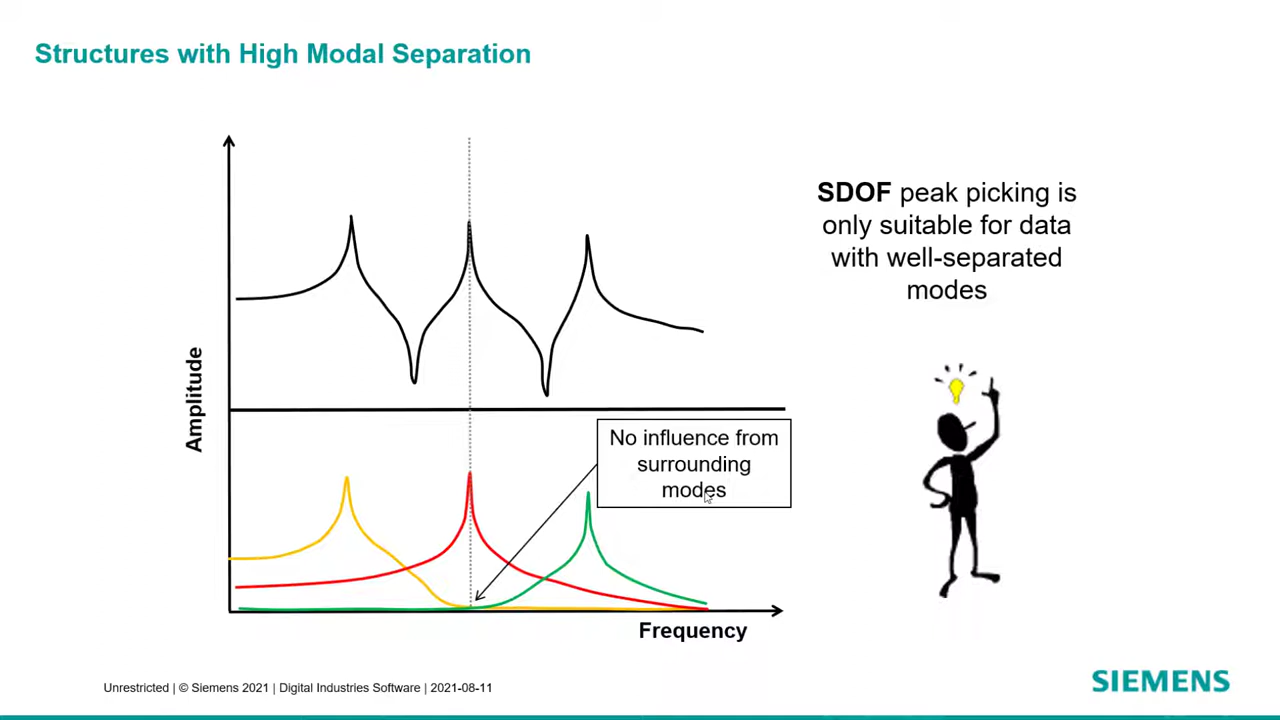 Structures with High Modal Separation
SDOF peak picking is
only suitable for data
with well-separated
modes
Amplitude
No influence from
surrounding
modes
Frequency
Unrestricted | © Siemens 2021 | Digital Industries Software | 2021-08-11
SIEMENS